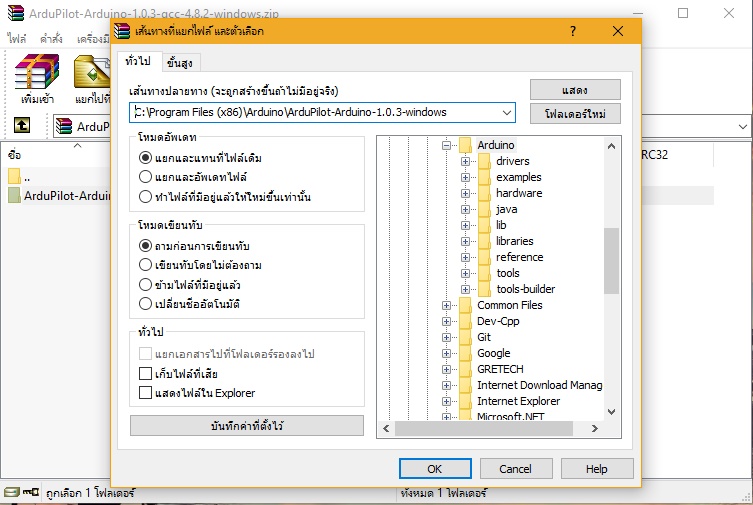 ArduPilot-Arduino-1.0.3-gcc-4.8.2-windows.zip
ไฟล์ คำสั่ง เครื่องมื
เพิ่มเข้า แยกไปที่
ArduP
ชื่อ RC32
..
ArduPilot-Arduin
เส้นทางที่แยกไฟล์ และตัวเลือก
?
ทั่วไป ขั้นสูง
เส้นทางปลายทาง (จะถูกสร้างขึ้นถ้าไม่มีอยู่จริง)
แสดง
C:\Program Files (x86)\Arduino\ArduPilot-Arduino-1.0.3-windows
โฟลเดอร์ใหม่
โหมดอัพเดท
แยกและแทนที่ไฟล์เดิม
แยกและอัพเดทไฟล์
ทำไฟล์ที่มีอยู่แล้วให้ใหม่ขึ้นเท่านั้น
โหมดเขียนทับ
ถามก่อนการเขียนทับ
เขียนทับโดยไม่ต้องถาม
ข้ามไฟล์ที่มีอยู่แล้ว
เปลี่ยนชื่ออัตโนมัติ
ทั่วไป
แยกเอกสารไปที่โฟลเดอร์รองลงไป
เก็บไฟล์ที่เสีย
แสดงไฟล์ใน Explorer
บันทึกค่าที่ตั้งไว้
Arduino
drivers
examples
hardware
java
lib
libraries
reference
tools
tools-builder
Common Files
Dev-Cpp
Git
Google
GRETECH
Internet Download Manag
Internet Explorer
Microsoft.NET
OK Cancel Help
ถูกเลือก 1 โฟลเดอร์ ทั้งหมด 1 โฟลเดอร์